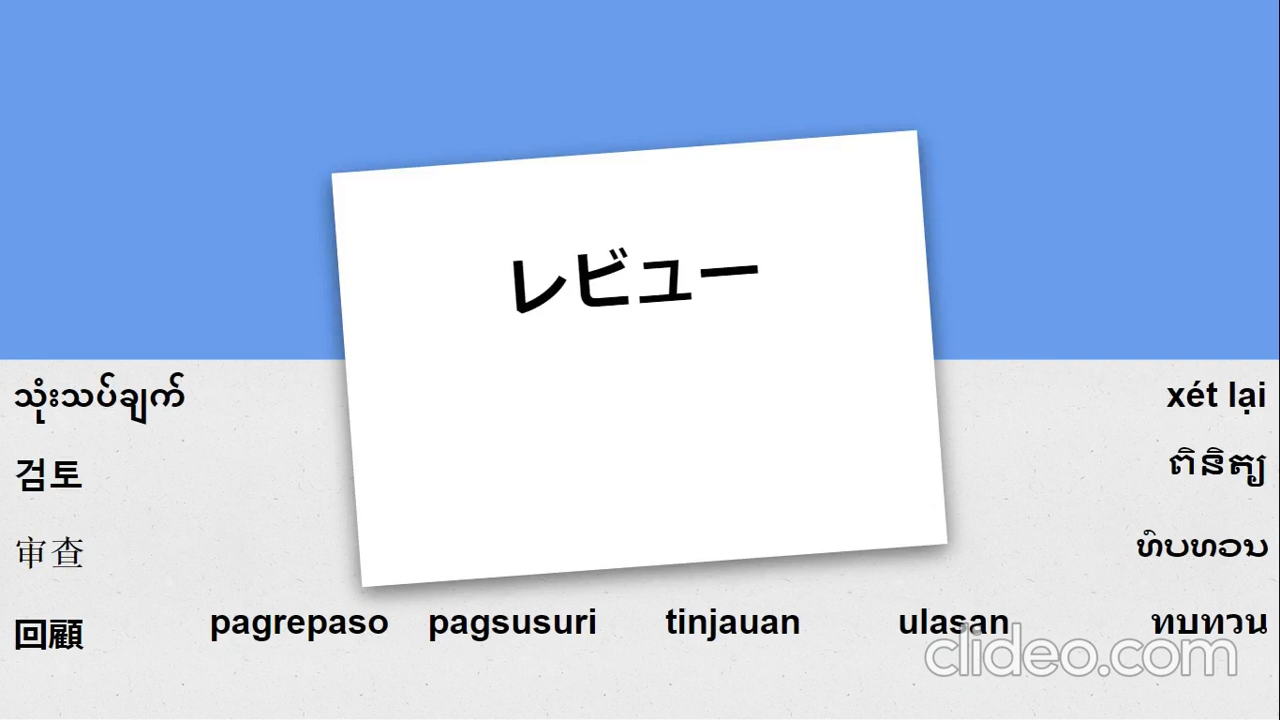 レビュー
သုံးသပ်ချက်
xét lại
검토
ពិនិត្យ
审查
ທົບທວນ
回顧
pagrepaso
pagsusuri
tinjauan
ulasan
ทบทวน
clideo.com